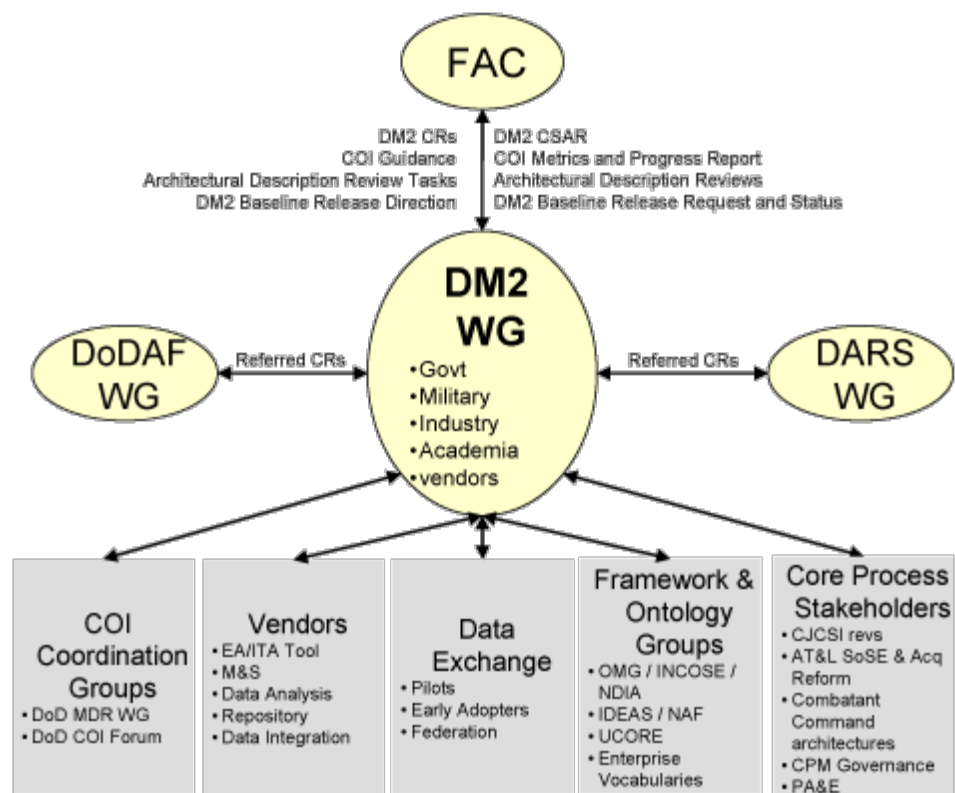 FAC
DM2 CRs
COI Guidance
Architectural Description Review Tasks
DM2 Baseline Release Direction
DM2 CSAR
COI Metrics and Progress Report
Architectural Description Reviews
DM2 Baseline Release Request and Status
DoDAF
WG
Referred CRs
DM2
WG
•Govt
•Military
•Industry
•Academia
•vendors
Referred CRs
DARS
WG
COI
Coordination
Groups
• DoD MDR WG
• DoD COI Forum
Vendors
• EA/ITA Tool
• M&S
• Data Analysis
• Repository
• Data Integration
Data
Exchange
• Pilots
• Early Adopters
• Federation
Framework &
Ontology
Groups
• OMG / INCOSE /
NDIA
• IDEAS / NAF
• UCORE
• Enterprise
Vocabularies
Core Process
Stakeholders
• CJCSI revs
• AT&L SoSE & Acq
Reform
• Combatant
Command
architectures
• CPM Governance
• PA&E